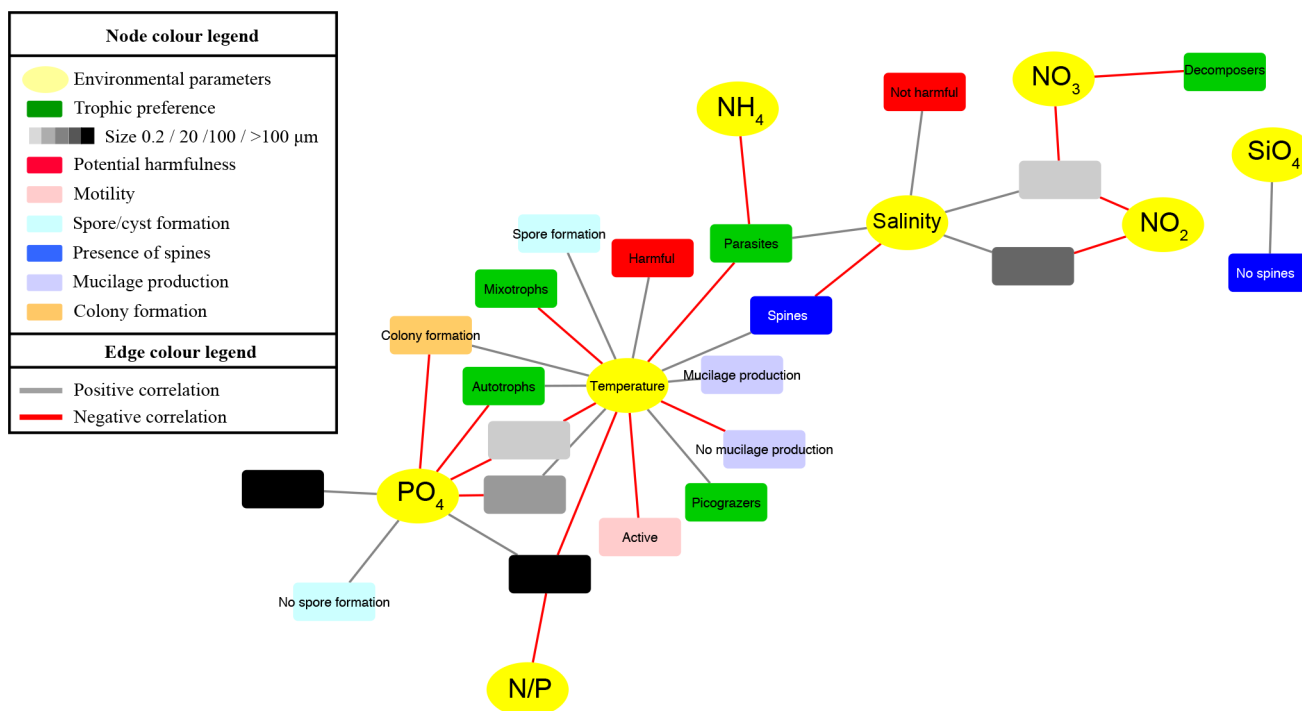 Node colour legend
Environmental parameters
Trophic preference
Size 0.2 / 20 /100 / >100 μm
Potential harmfulness
Motility
Spore/cyst formation
Presence of spines
Mucilage production
Colony formation
Edge colour legend
Positive correlation
Negative correlation
NO3
Decomposers
NH4
Not harmful
SiO4
Salinity
NO2
Spore formation
Harmful
Parasites
No spines
Mixotrophs
Spines
Colony formation
Autotrophs
Temperature
Mucilage production
No mucilage production
PO4
Picograzers
Active
No spore formation
N/P